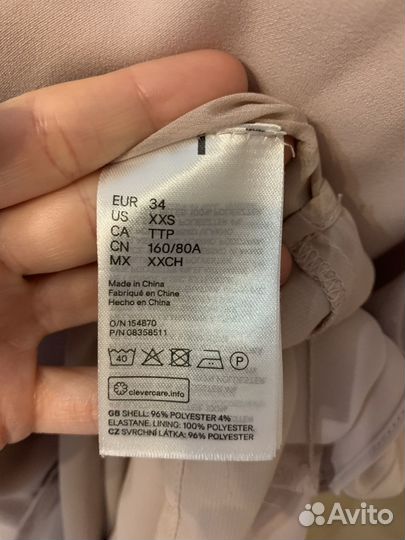 EUR 34
US XXS
CA TTP
CN 160/80A
MX XXCH
Made in China
Fabriqué en Chine
Hecho en China
O/N 154870
P/N G8358511
40 P
clevercare.info
GB SHELL: 96% POLYESTER 4%
ELASTANE. LINING: 100% POLYESTER.
CZ SVRCHNÍ LÁTKA: 96% POLYESTER
Avito